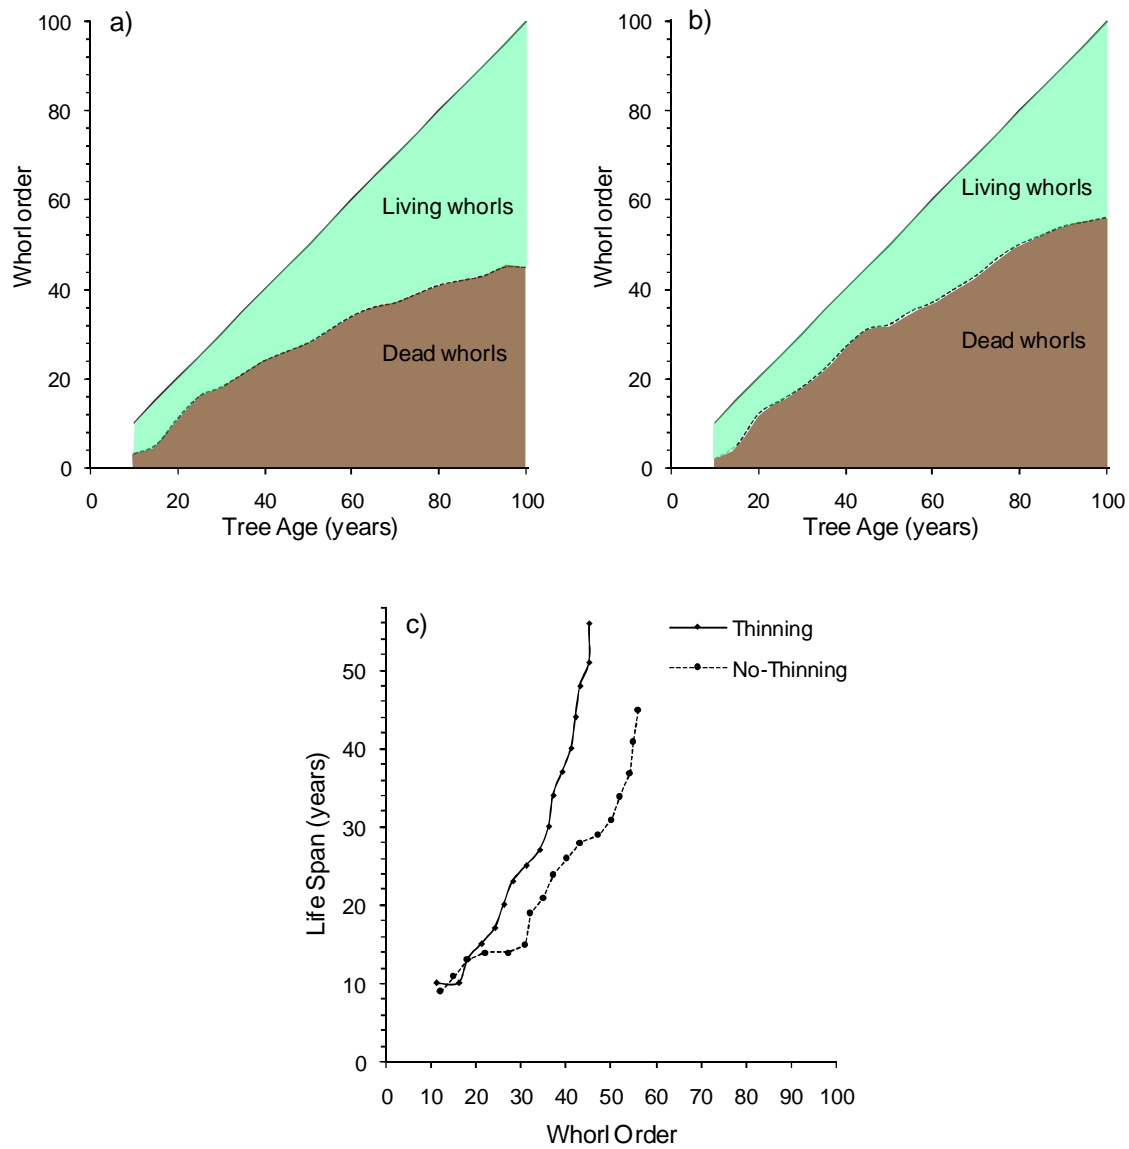 a)
100
80
60
40
20
0
Whorl order
Living whorls
Dead whorls
0 20 40 60 80 100
Tree Age (years)
b)
100
80
60
40
20
0
Whorl order
Living whorls
Dead whorls
0 20 40 60 80 100
Tree Age (years)
c)
Thinning
No-Thinning
50
40
30
20
10
0
Life Span (years)
0 10 20 30 40 50 60 70 80 90 100
Whorl Order